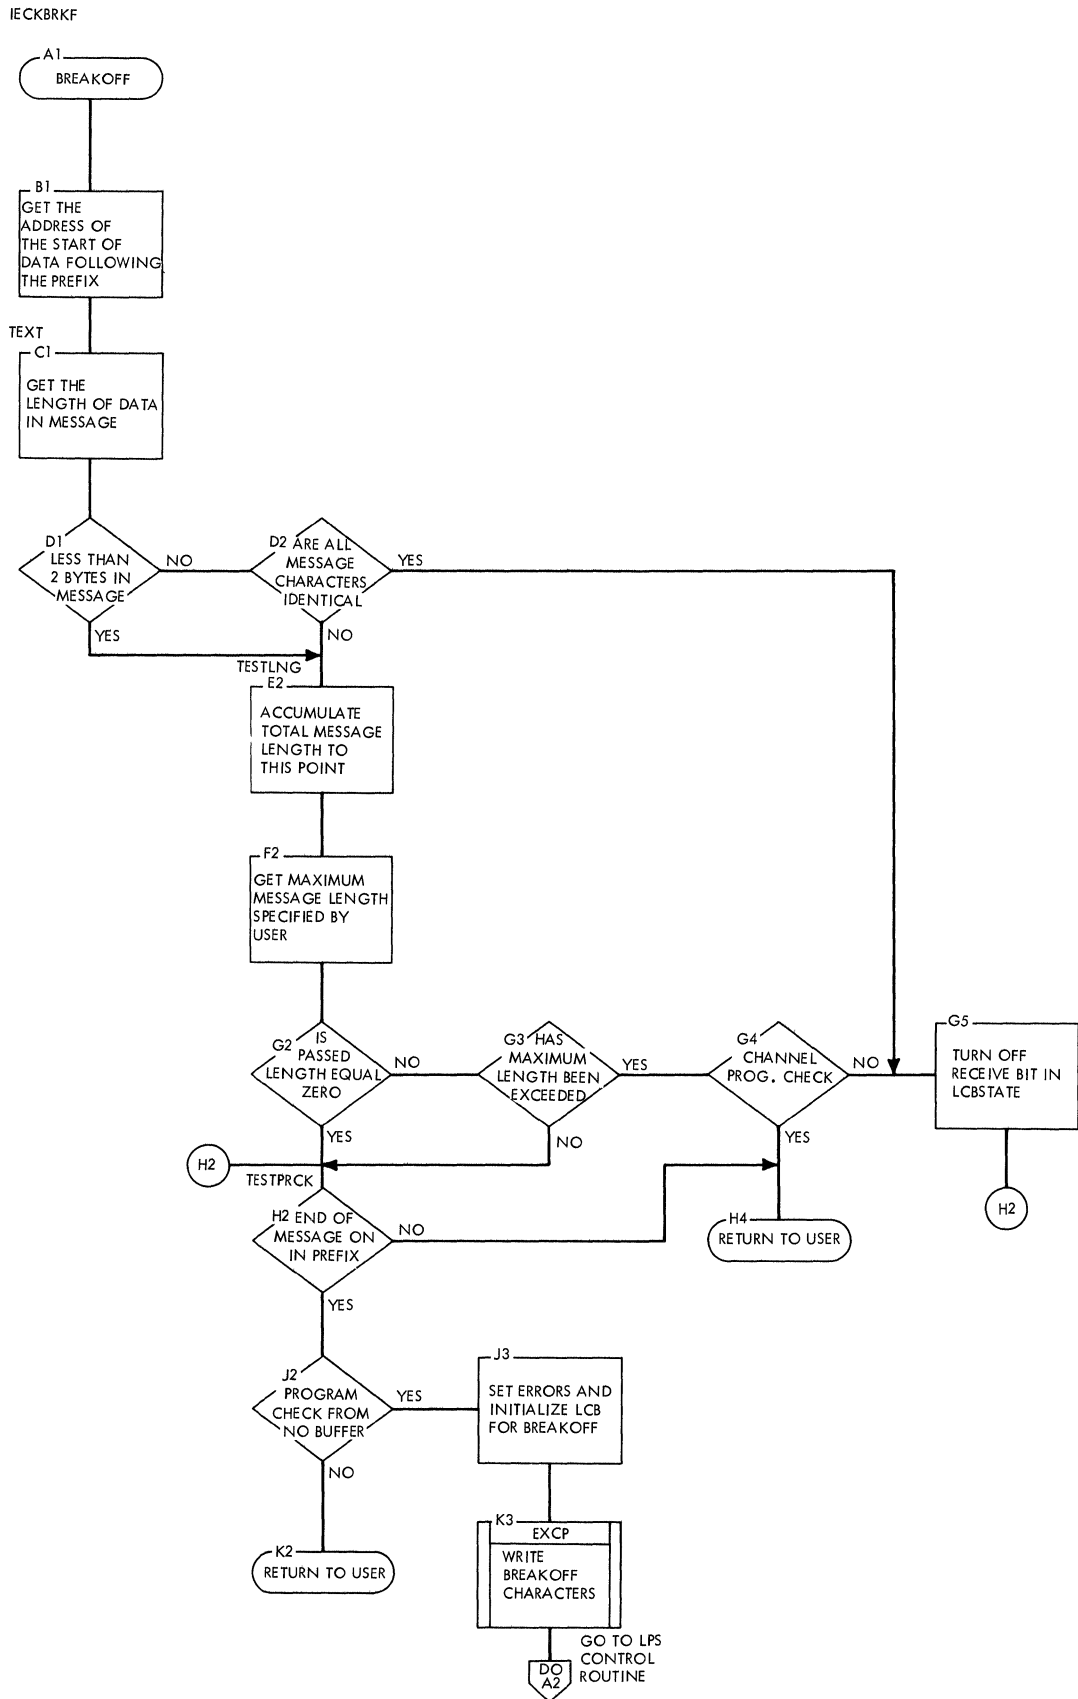 IECKBRKF
A1
BREAKOFF
B1
GET THE
ADDRESS OF
THE START OF
DATA FOLLOWING
THE PREFIX
TEXT
C1
GET THE
LENGTH OF DATA
IN MESSAGE
D1
LESS THAN
2 BYTES IN
MESSAGE
NO
YES
D2 ARE ALL
MESSAGE
CHARACTERS
IDENTICAL
YES
NO
TESTLNG
E2
ACCUMULATE
TOTAL MESSAGE
LENGTH TO
THIS POINT
F2
GET MAXIMUM
MESSAGE LENGTH
SPECIFIED BY
USER
G2 IS
PASSED
LENGTH EQUAL
ZERO
NO
YES
G3 HAS
MAXIMUM
LENGTH BEEN
EXCEEDED
YES
NO
G4
CHANNEL
PROG. CHECK
NO
YES
G5
TURN OFF
RECEIVE BIT IN
LCBSTATE
H2
H2
TESTPRCK
H2 END OF
MESSAGE ON
IN PREFIX
NO
YES
H4
RETURN TO USER
J2
PROGRAM
CHECK FROM
NO BUFFER
YES
NO
J3
SET ERRORS AND
INITIALIZE LCB
FOR BREAKOFF
K2
RETURN TO USER
K3
EXCP
WRITE
BREAKOFF
CHARACTERS
GO TO LPS
CONTROL
ROUTINE
DO
A2